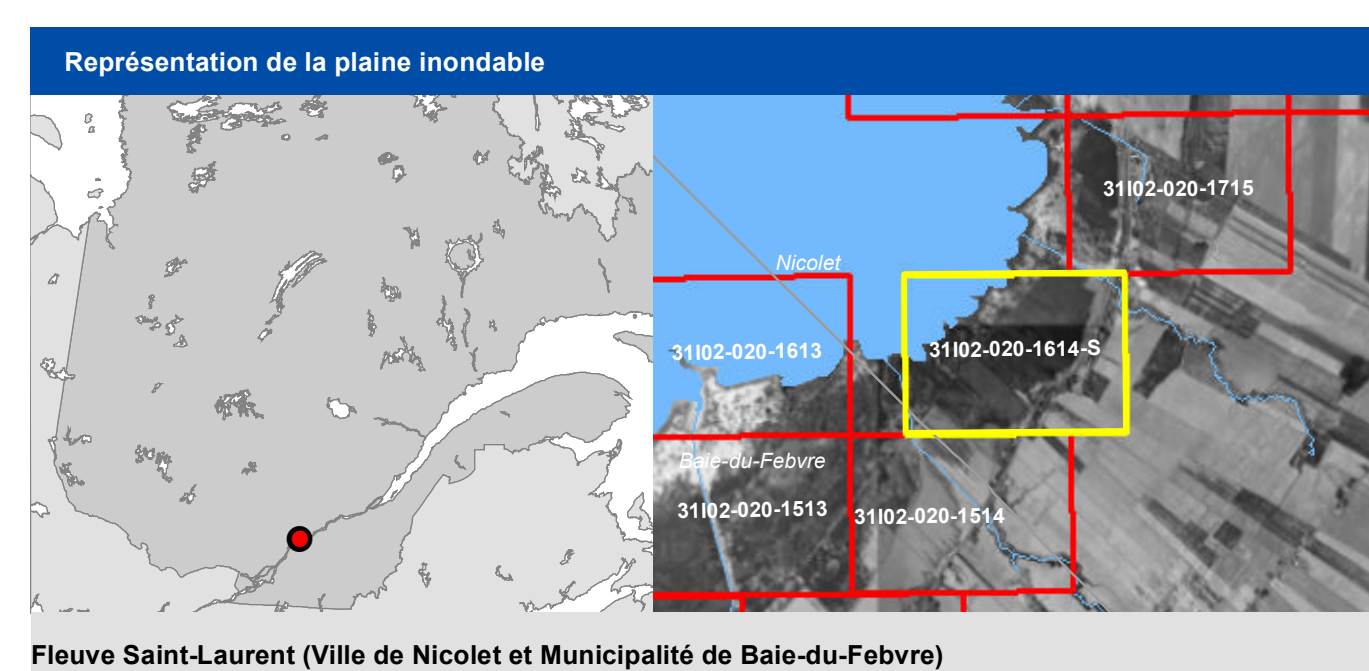 Représentation de la plaine inondable
31I02-020-1715
Nicolet
31I02-020-1613
31I02-020-1614-S
Baie-du-Febvre
31I02-020-1513
31I02-020-1514
Fleuve Saint-Laurent (Ville de Nicolet et Municipalité de Baie-du-Febvre)